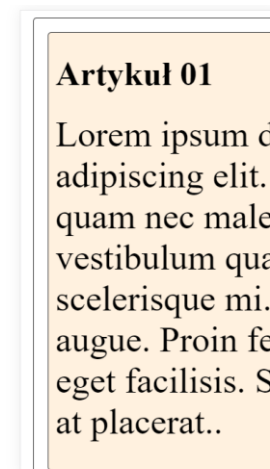 Artykuł 01
Lorem ipsum
adipiscing elit.
quam nec
vestibulum
scelerisque mi.
augue. Proin
eget facilisis.
at placerat..